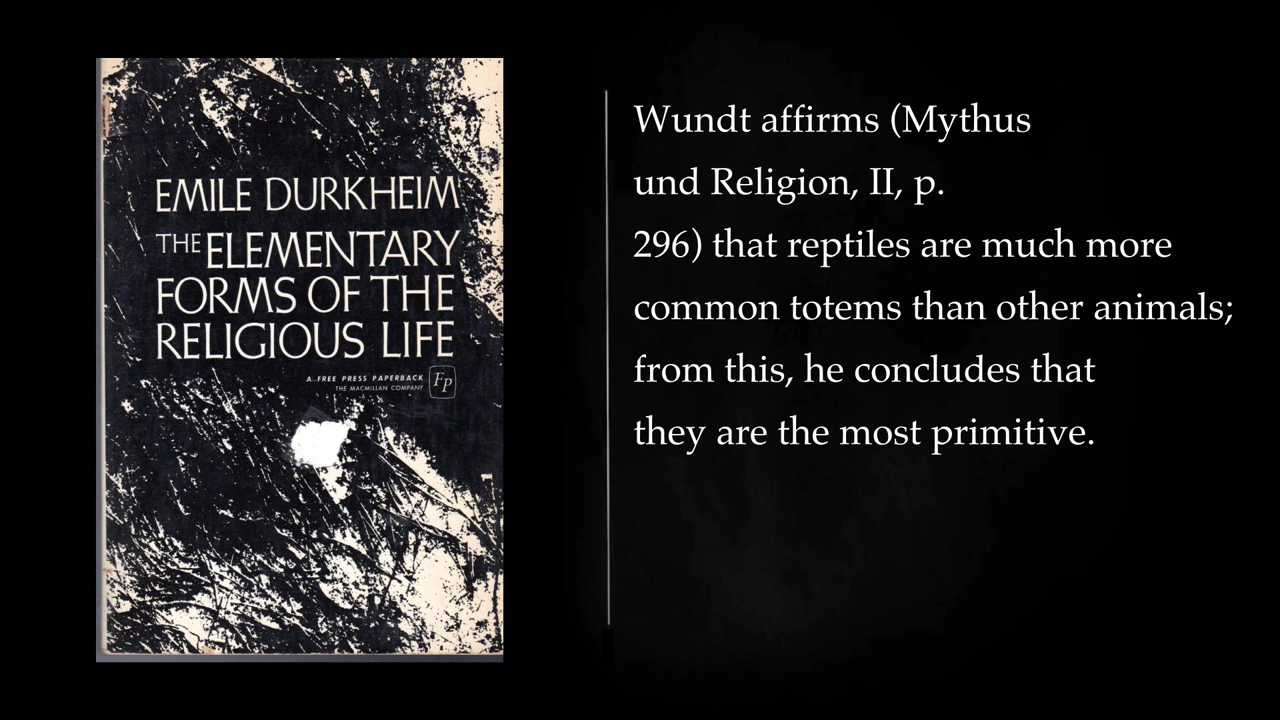 EMILE DURKHEIM
THE ELEMENTARY
FORMS OF THE
RELIGIOUS LIFE
A FREE PRESS PAPERBACK
THE MACMILLAN COMPANY
Fp
Wundt affirms (Mythus
und Religion, II, p.
296) that reptiles are much more
common totems than other animals;
from this, he concludes that
they are the most primitive.